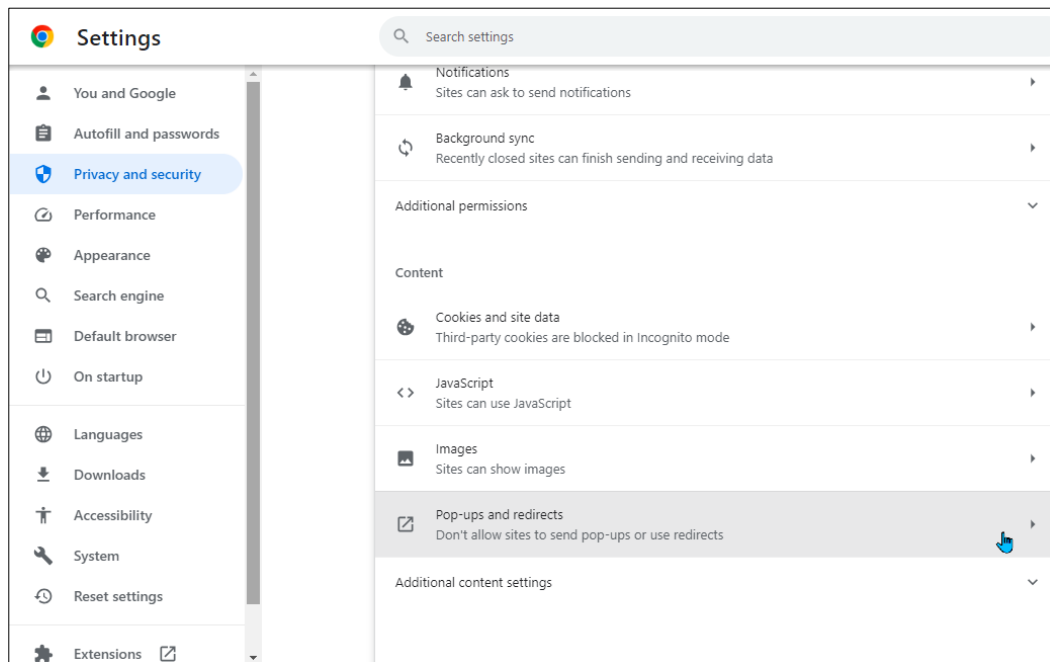 Settings
Search settings
You and Google
Autofill and passwords
Privacy and security
Performance
Appearance
Search engine
Default browser
On startup
Languages
Downloads
Accessibility
System
Reset settings
Extensions
Notifications
Sites can ask to send notifications
Background sync
Recently closed sites can finish sending and receiving data
Additional permissions
Content
Cookies and site data
Third-party cookies are blocked in Incognito mode
JavaScript
Sites can use JavaScript
Images
Sites can show images
Pop-ups and redirects
Don't allow sites to send pop-ups or use redirects
Additional content settings